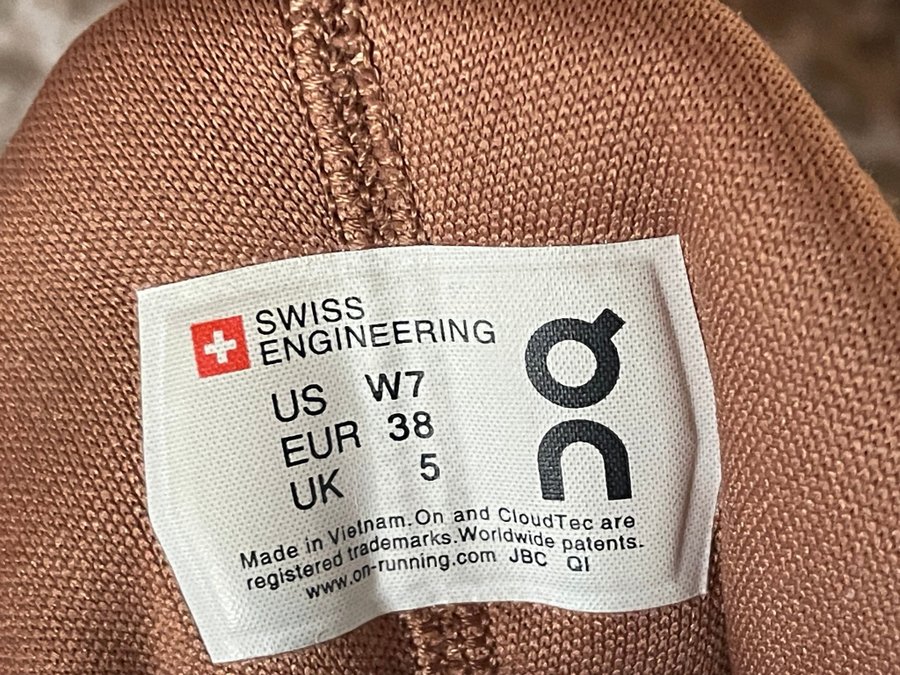 SWISS
ENGINEERING
US W7
EUR 38
UK 5
On
Made in Vietnam.On and CloudTec are
registered trademarks.Worldwide patents.
www.on-running.com JBC QI